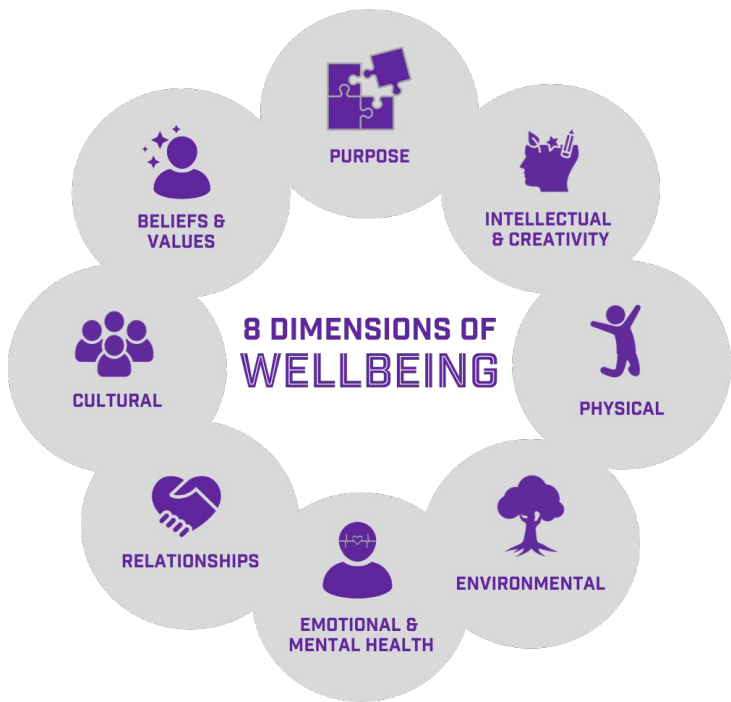 PURPOSE
INTELLECTUAL
& CREATIVITY
PHYSICAL
ENVIRONMENTAL
EMOTIONAL &
MENTAL HEALTH
RELATIONSHIPS
CULTURAL
BELIEFS &
VALUES
8 DIMENSIONS OF
WELLBEING